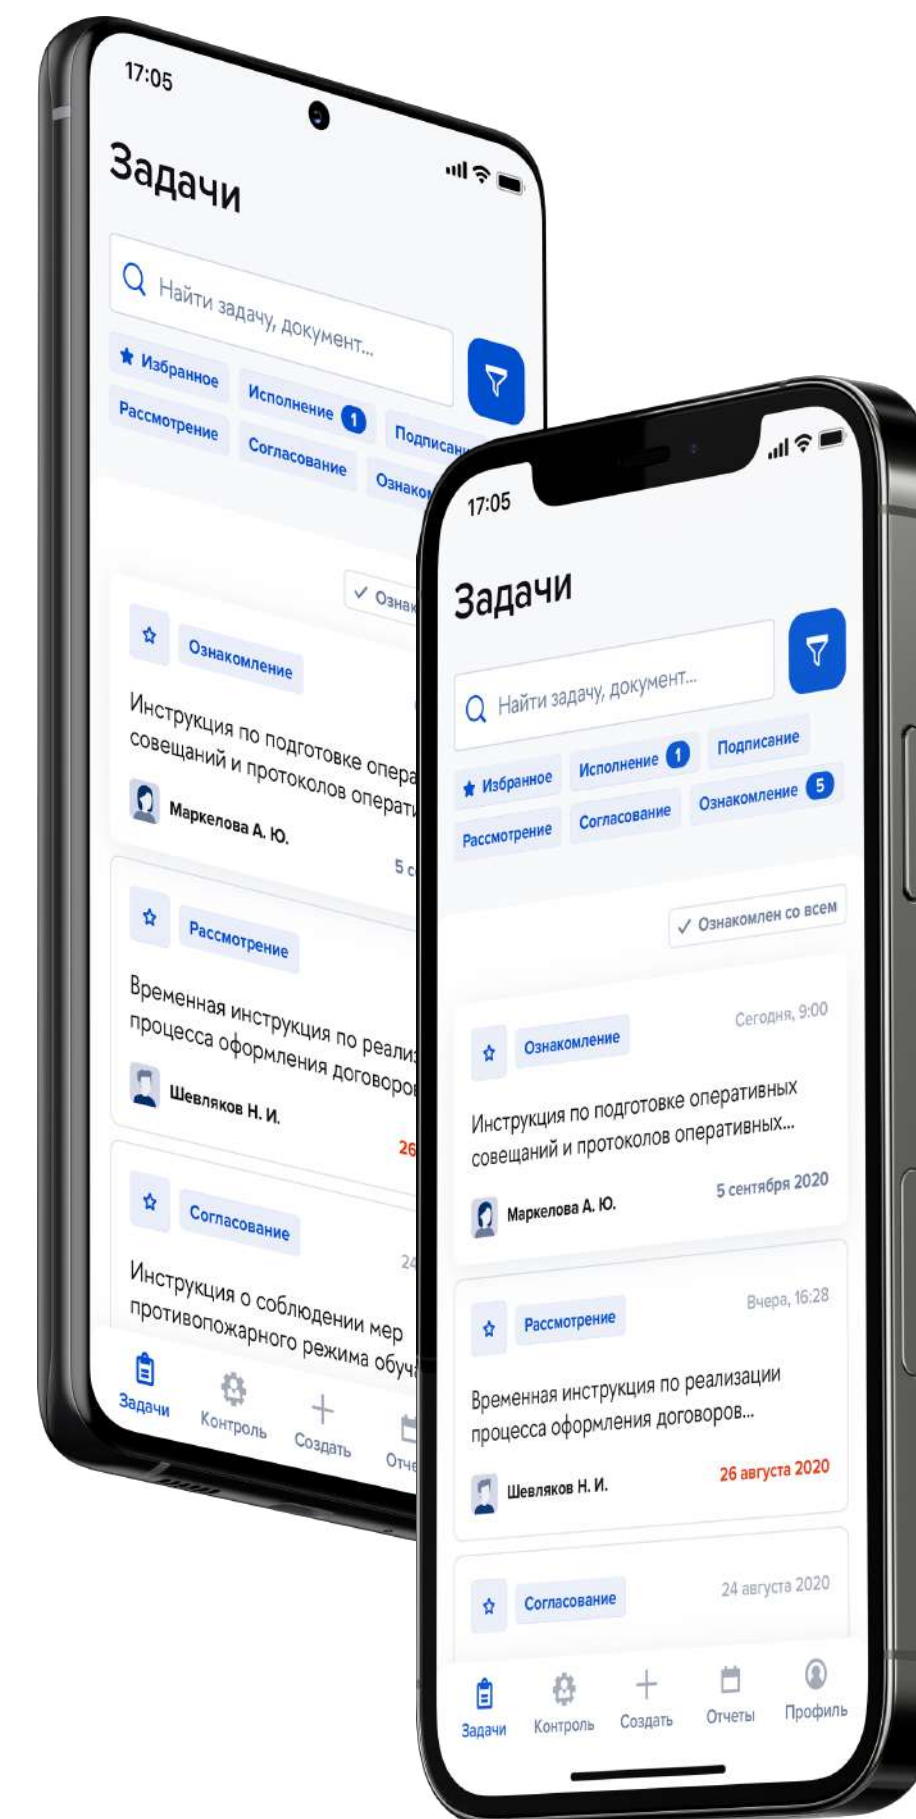 17:05
Задачи
Найти задачу, документ...
Избранное
Исполнение 1
Рассмотрение
Согласование
Ознакомление
Инструкция по подготовке
совещаний и протоколов
Маркелова А. Ю.
5
Рассмотрение
Временная инструкция по
процесса оформления
Шевляков Н. И.
26
Согласование
24
Инструкция о соблюдении мер
противопожарного режима
Задачи
Контроль
Создать
17:05
Задачи
Найти задачу, документ...
Избранное
Исполнение 1
Подписание
Рассмотрение
Согласование
Ознакомление 5
Ознакомлен со всем
Ознакомление
Сегодня, 9:00
Инструкция по подготовке оперативных
совещаний и протоколов оперативных...
Маркелова А. Ю.
5 сентября 2020
Рассмотрение
Вчера, 16:28
Временная инструкция по реализации
процесса оформления договоров...
Шевляков Н. И.
26 августа 2020
Согласование
24 августа 2020
Задачи
Контроль
Создать
Отчеты
Профиль